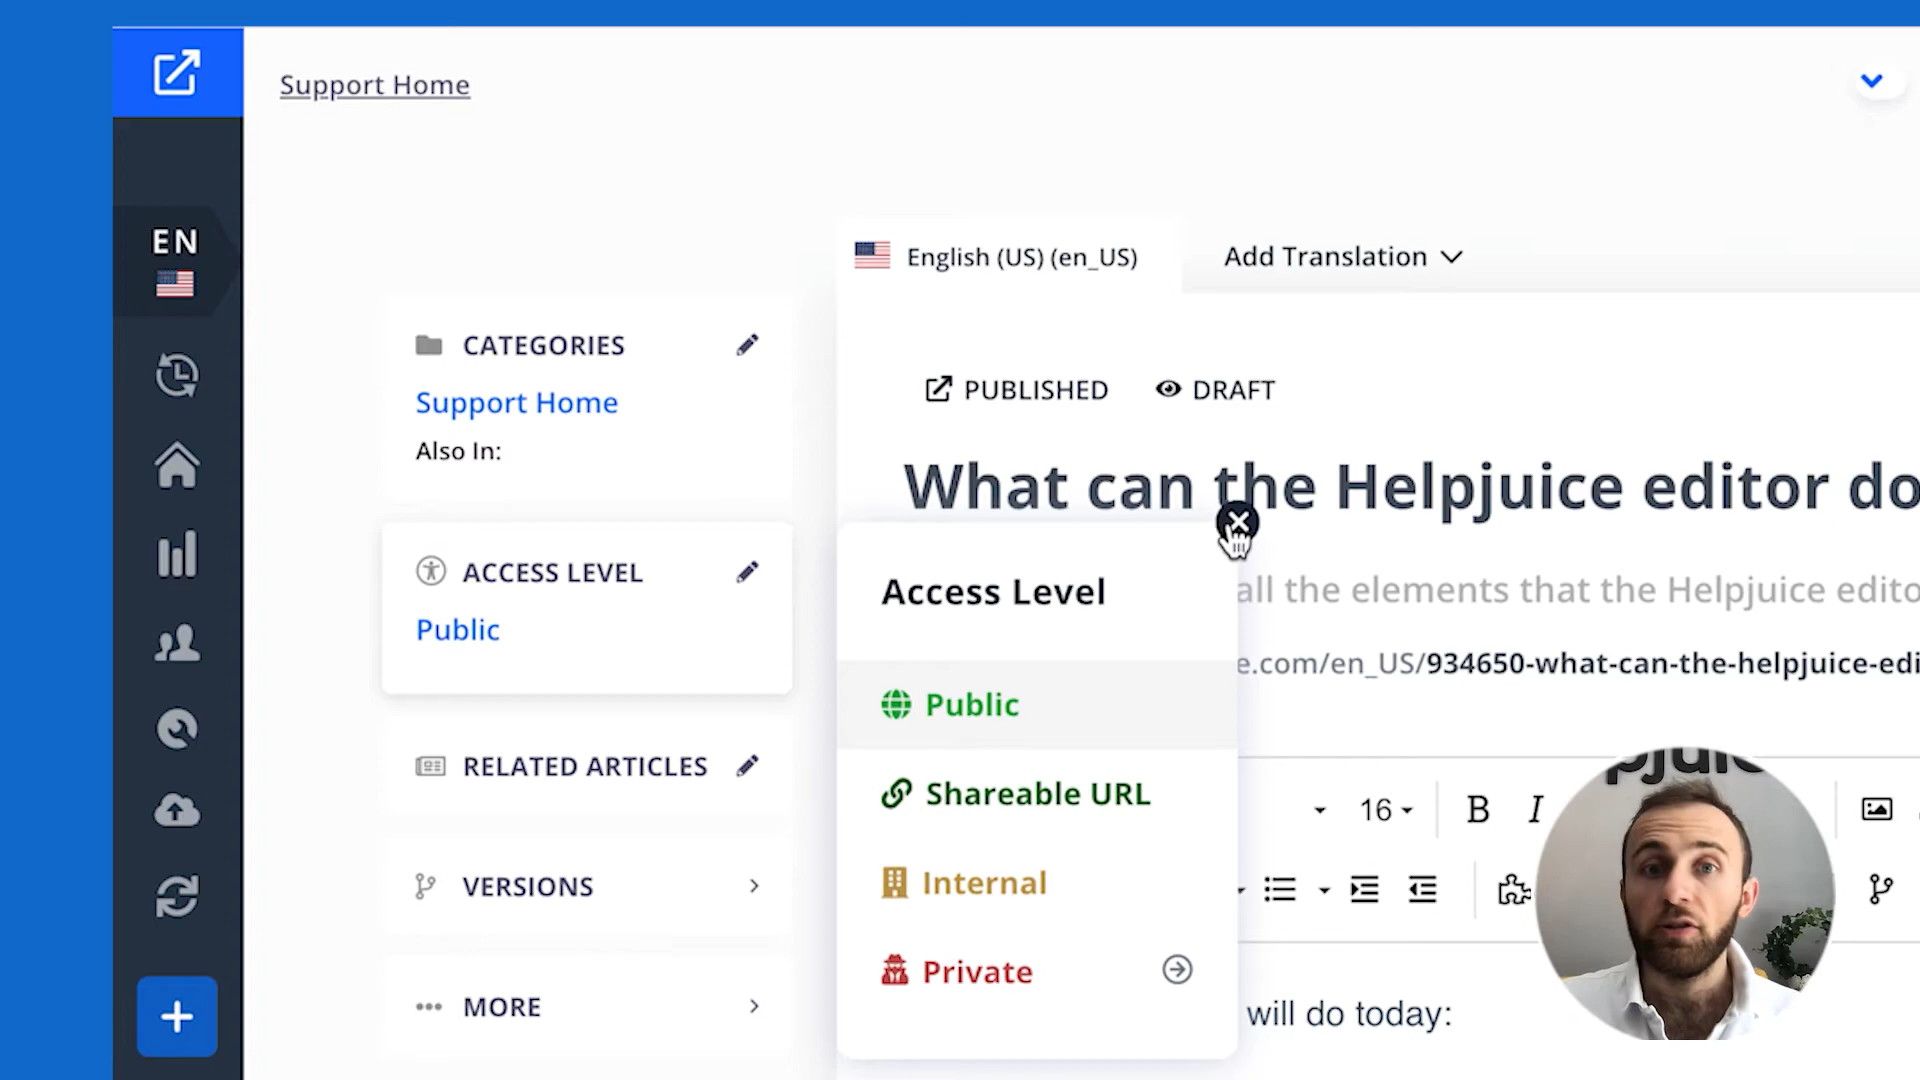 Support Home
EN
English (US) (en_US)
Add Translation
CATEGORIES
Support Home
Also In:
PUBLISHED
DRAFT
What can the Helpjuice editor do
ACCESS LEVEL
Public
Access Level
all the elements that the Helpjuice edito
e.com/en_US/934650-what-can-the-helpjuice-edi
Public
RELATED ARTICLES
Shareable URL
16
B
I
VERSIONS
Internal
Private
MORE
will do today:
pjuice